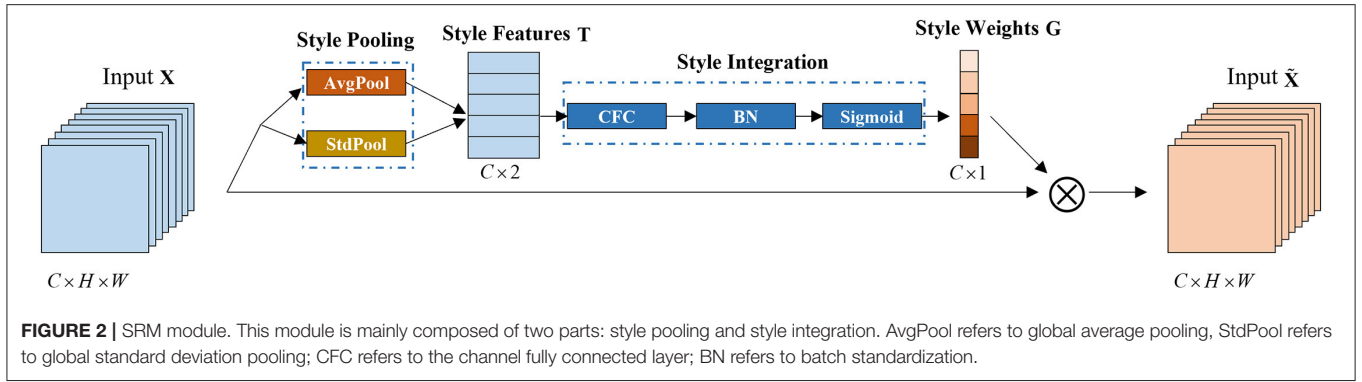 Style Pooling
Style Features T
Style Weights G
Style Integration
Input X
Input X̃
AvgPool
StdPool
CFC
BN
Sigmoid
C × 2
C × 1
C × H × W
C × H × W
FIGURE 2 | SRM module. This module is mainly composed of two parts: style pooling and style integration. AvgPool refers to global average pooling, StdPool refers
to global standard deviation pooling; CFC refers to the channel fully connected layer; BN refers to batch standardization.